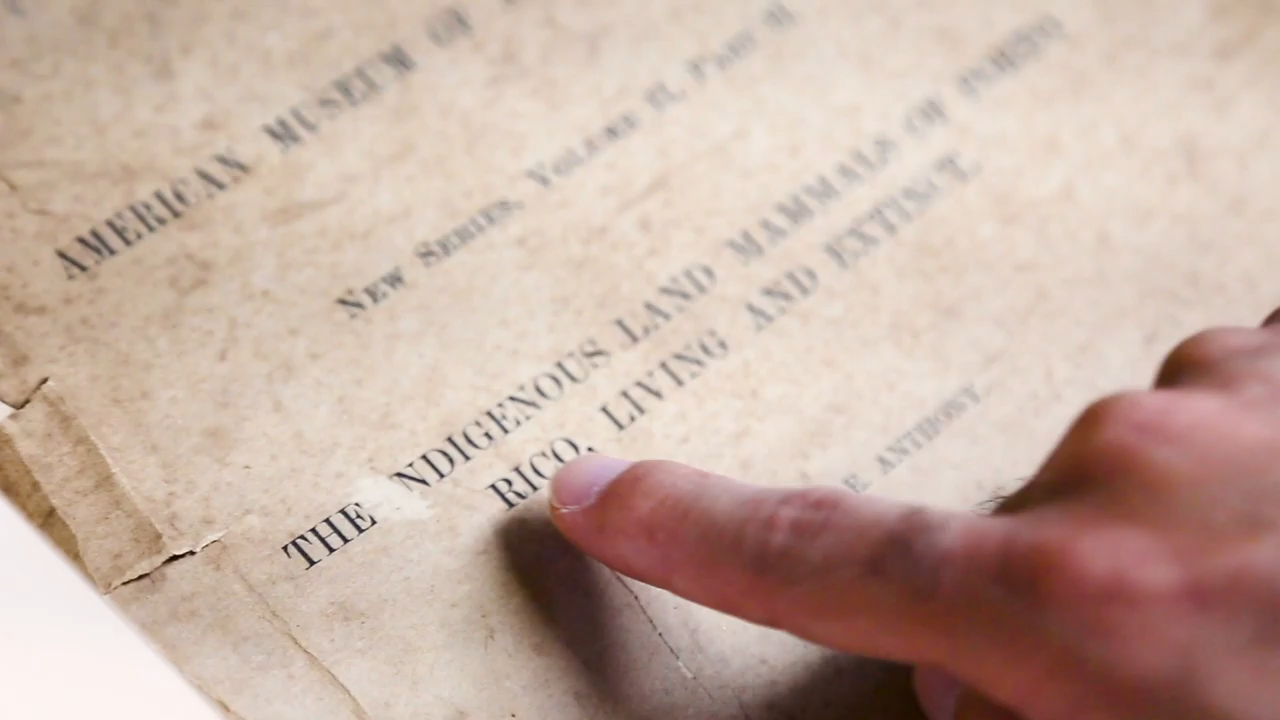 AMERICAN MUSEUM OF
NEW SERIES, VOLUME II, PART II
THE NDIGENOUS LAND MAMMALS OF PORTO
RICO, LIVING AND EXTINCT.
E ANTHONY